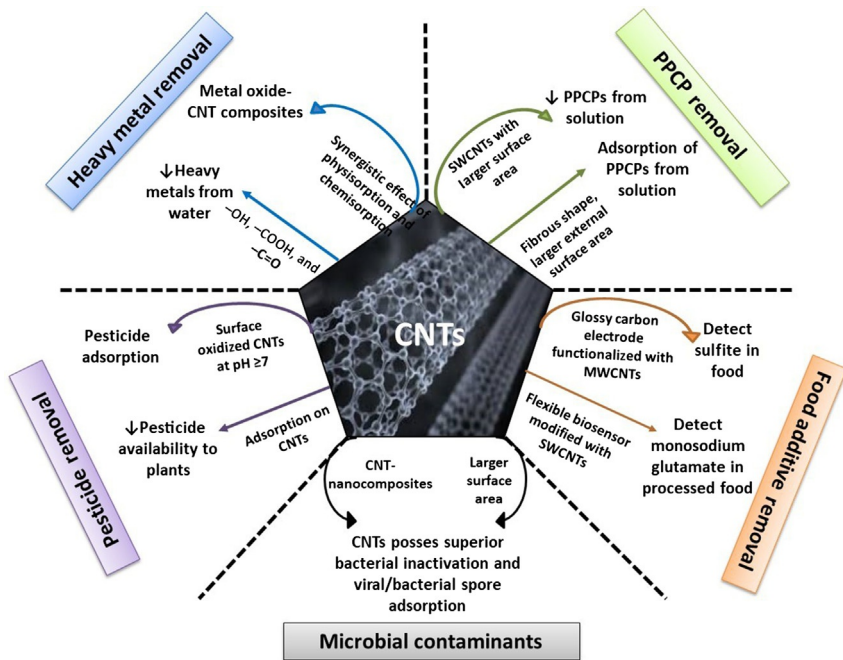 Heavy metal removal
Metal oxide-
CNT composites
Synergistic effect of
physisorption and
chemisorption
↓Heavy
metals from
water
–OH, –COOH, and
–C=O
PPCP removal
↓ PPCPs from
solution
SWCNTs with
larger surface
area
Adsorption of
PPCPs from
solution
Fibrous shape,
larger external
surface area
CNTs
Pesticide removal
Pesticide
adsorption
Surface
oxidized CNTs
at pH ≥7
↓Pesticide
availability to
plants
Adsorption on
CNTs
Food additive removal
Glossy carbon
electrode
functionalized with
MWCNTs
Detect
sulfite in
food
Flexible biosensor
modified with
SWCNTs
Detect
monosodium
glutamate in
processed food
CNT-
nanocomposites
Larger
surface
area
CNTs posses superior
bacterial inactivation and
viral/bacterial spore
adsorption
Microbial contaminants